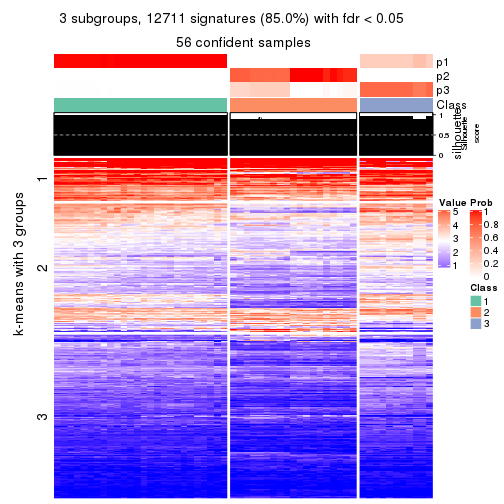 3 subgroups, 12711 signatures (85.0%) with fdr < 0.05
56 confident samples
p1
p2
p3
Class
1
0.5
0
silhouette
Silhouette
score
k-means with 3 groups
1
2
3
Value
5
4
3
2
1
Prob
1
0.8
0.6
0.4
0.2
0
Class
1
2
3